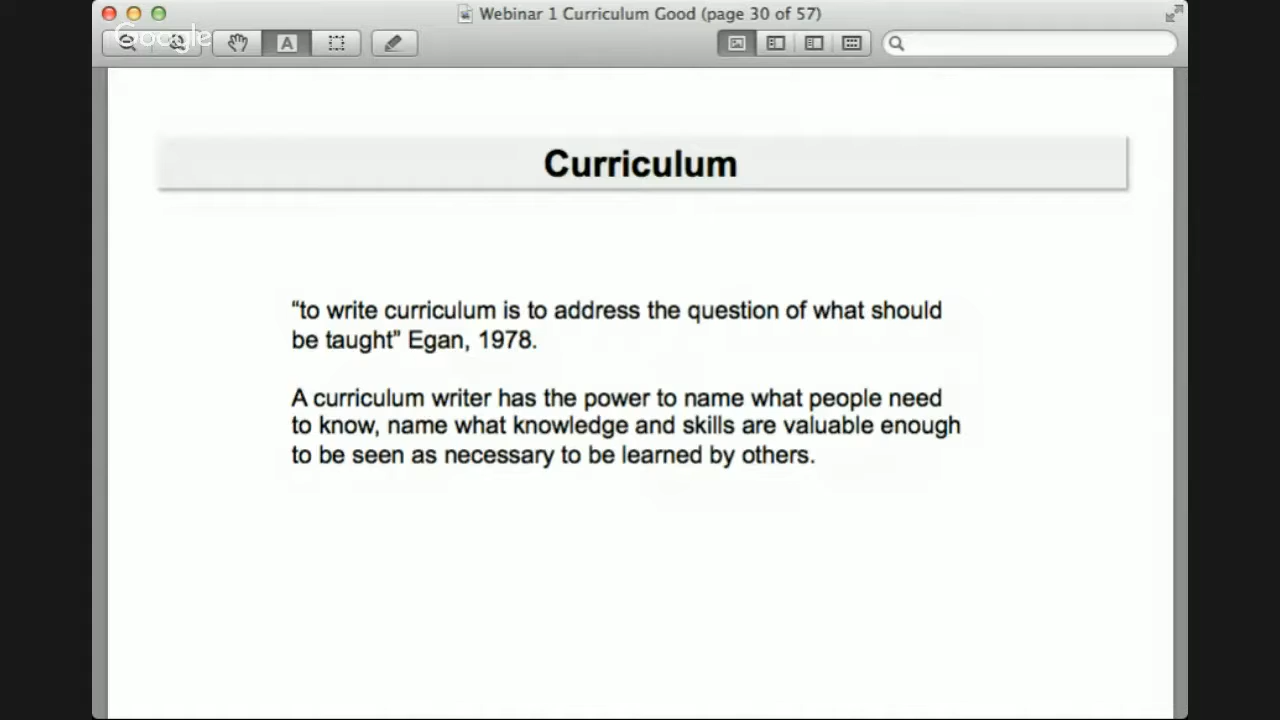 Webinar 1 Curriculum Good (page 30 of 57)
Google
A
Curriculum
“to write curriculum is to address the question of what should
be taught” Egan, 1978.
A curriculum writer has the power to name what people need
to know, name what knowledge and skills are valuable enough
to be seen as necessary to be learned by others.